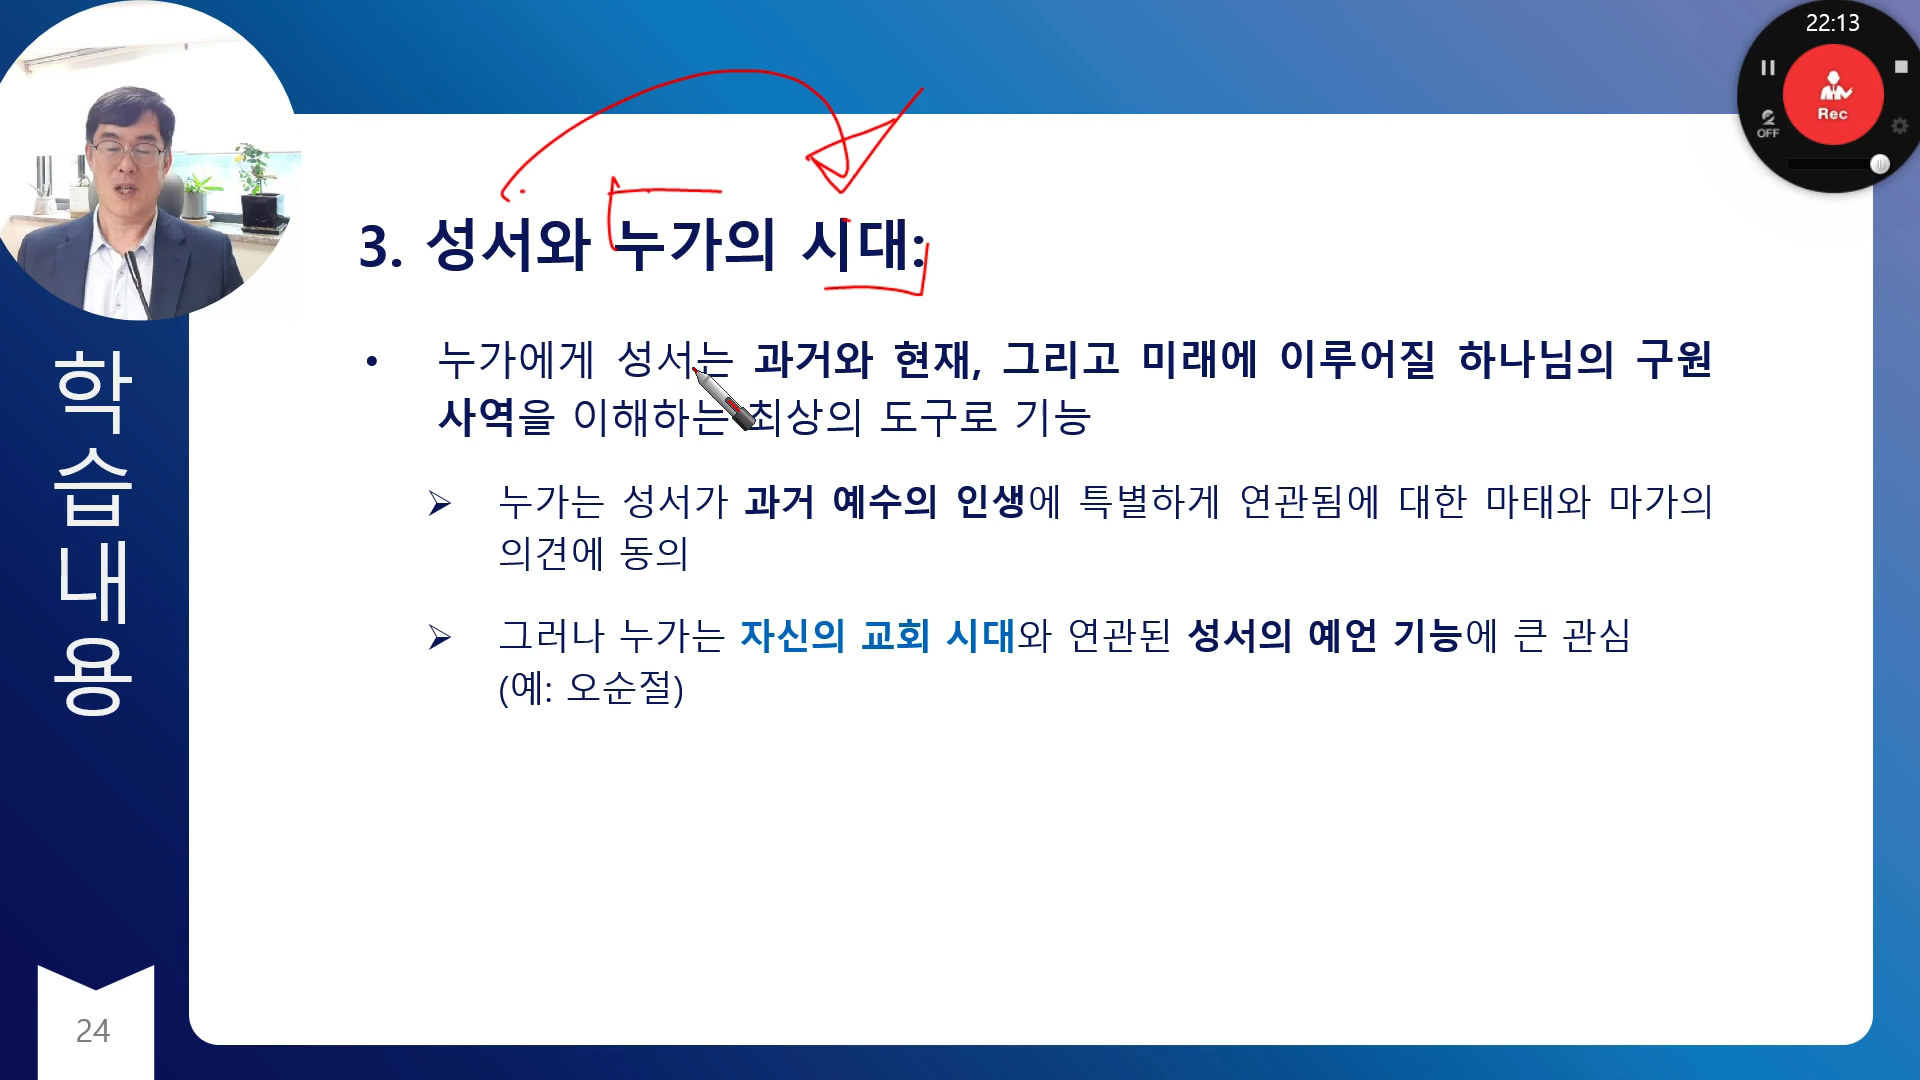 22:13
Rec
OFF
3. 성서와 누가의 시대:
• 누가에게 성서는 과거와 현재, 그리고 미래에 이루어질 하나님의 구원
사역을 이해하는 최상의 도구로 기능
➢ 누가는 성서가 과거 예수의 인생에 특별하게 연관됨에 대한 마태와 마가의
의견에 동의
➢ 그러나 누가는 자신의 교회 시대와 연관된 성서의 예언 기능에 큰 관심
(예: 오순절)
학
습
내
용
24